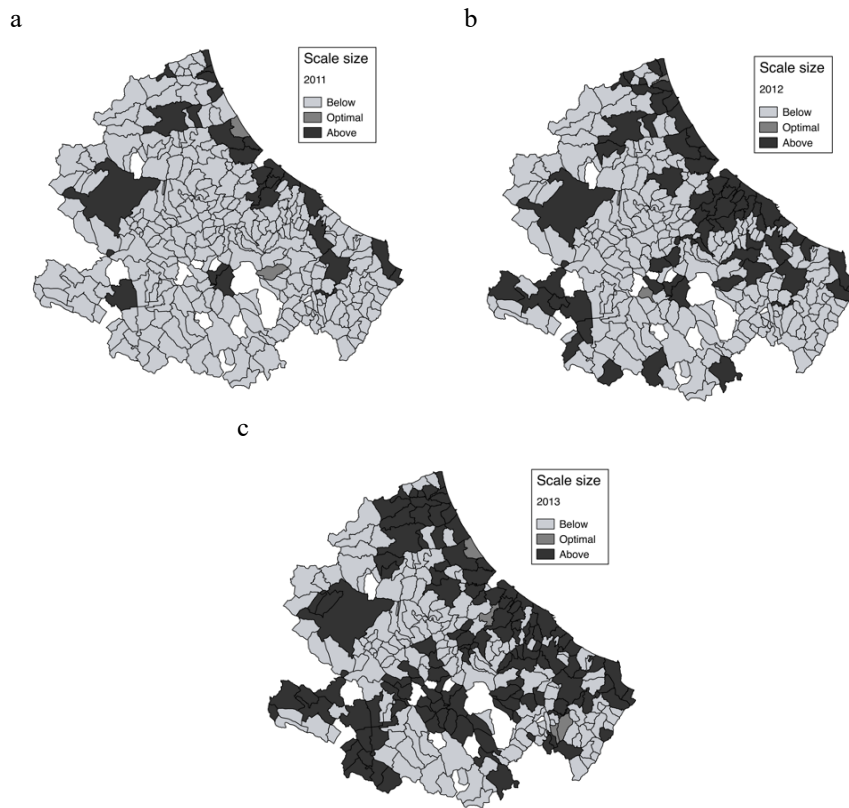 a
Scale size
2011
Below
Optimal
Above
b
Scale size
2012
Below
Optimal
Above
c
Scale size
2013
Below
Optimal
Above